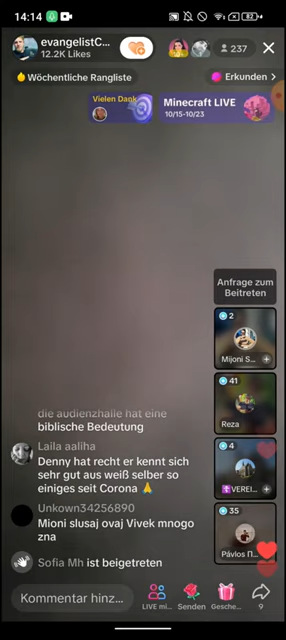 14:14
82
evangelistC...
12.2K Likes
237
Wöchentliche Rangliste
Erkunden >
Vielen Dank
Minecraft LIVE
10/15-10/23
Anfrage zum
Beitreten
2
Mijoni S...
41
Reza
die audienzhalle hat eine
biblische Bedeutung
4
VEREI...
Laila aaliha
Denny hat recht er kennt sich
sehr gut aus weiß selber so
einiges seit Corona 🙏
35
Pávlos П...
Unkown34256890
Mioni slusaj ovaj Vivek mnogo
zna
Sofia Mh ist beigetreten
Kommentar hinz...
LIVE mi...
Senden
Gesche...
9